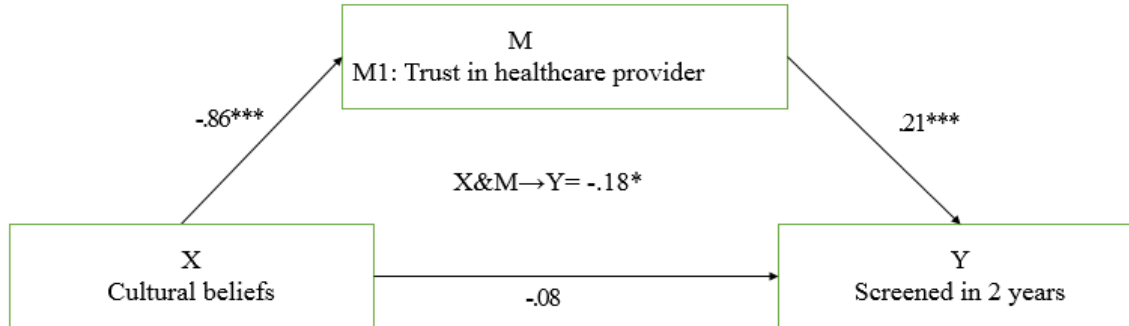 M
M1: Trust in healthcare provider
-.86***
.21***
X&M→Y= -.18*
X
Cultural beliefs
-.08
Y
Screened in 2 years